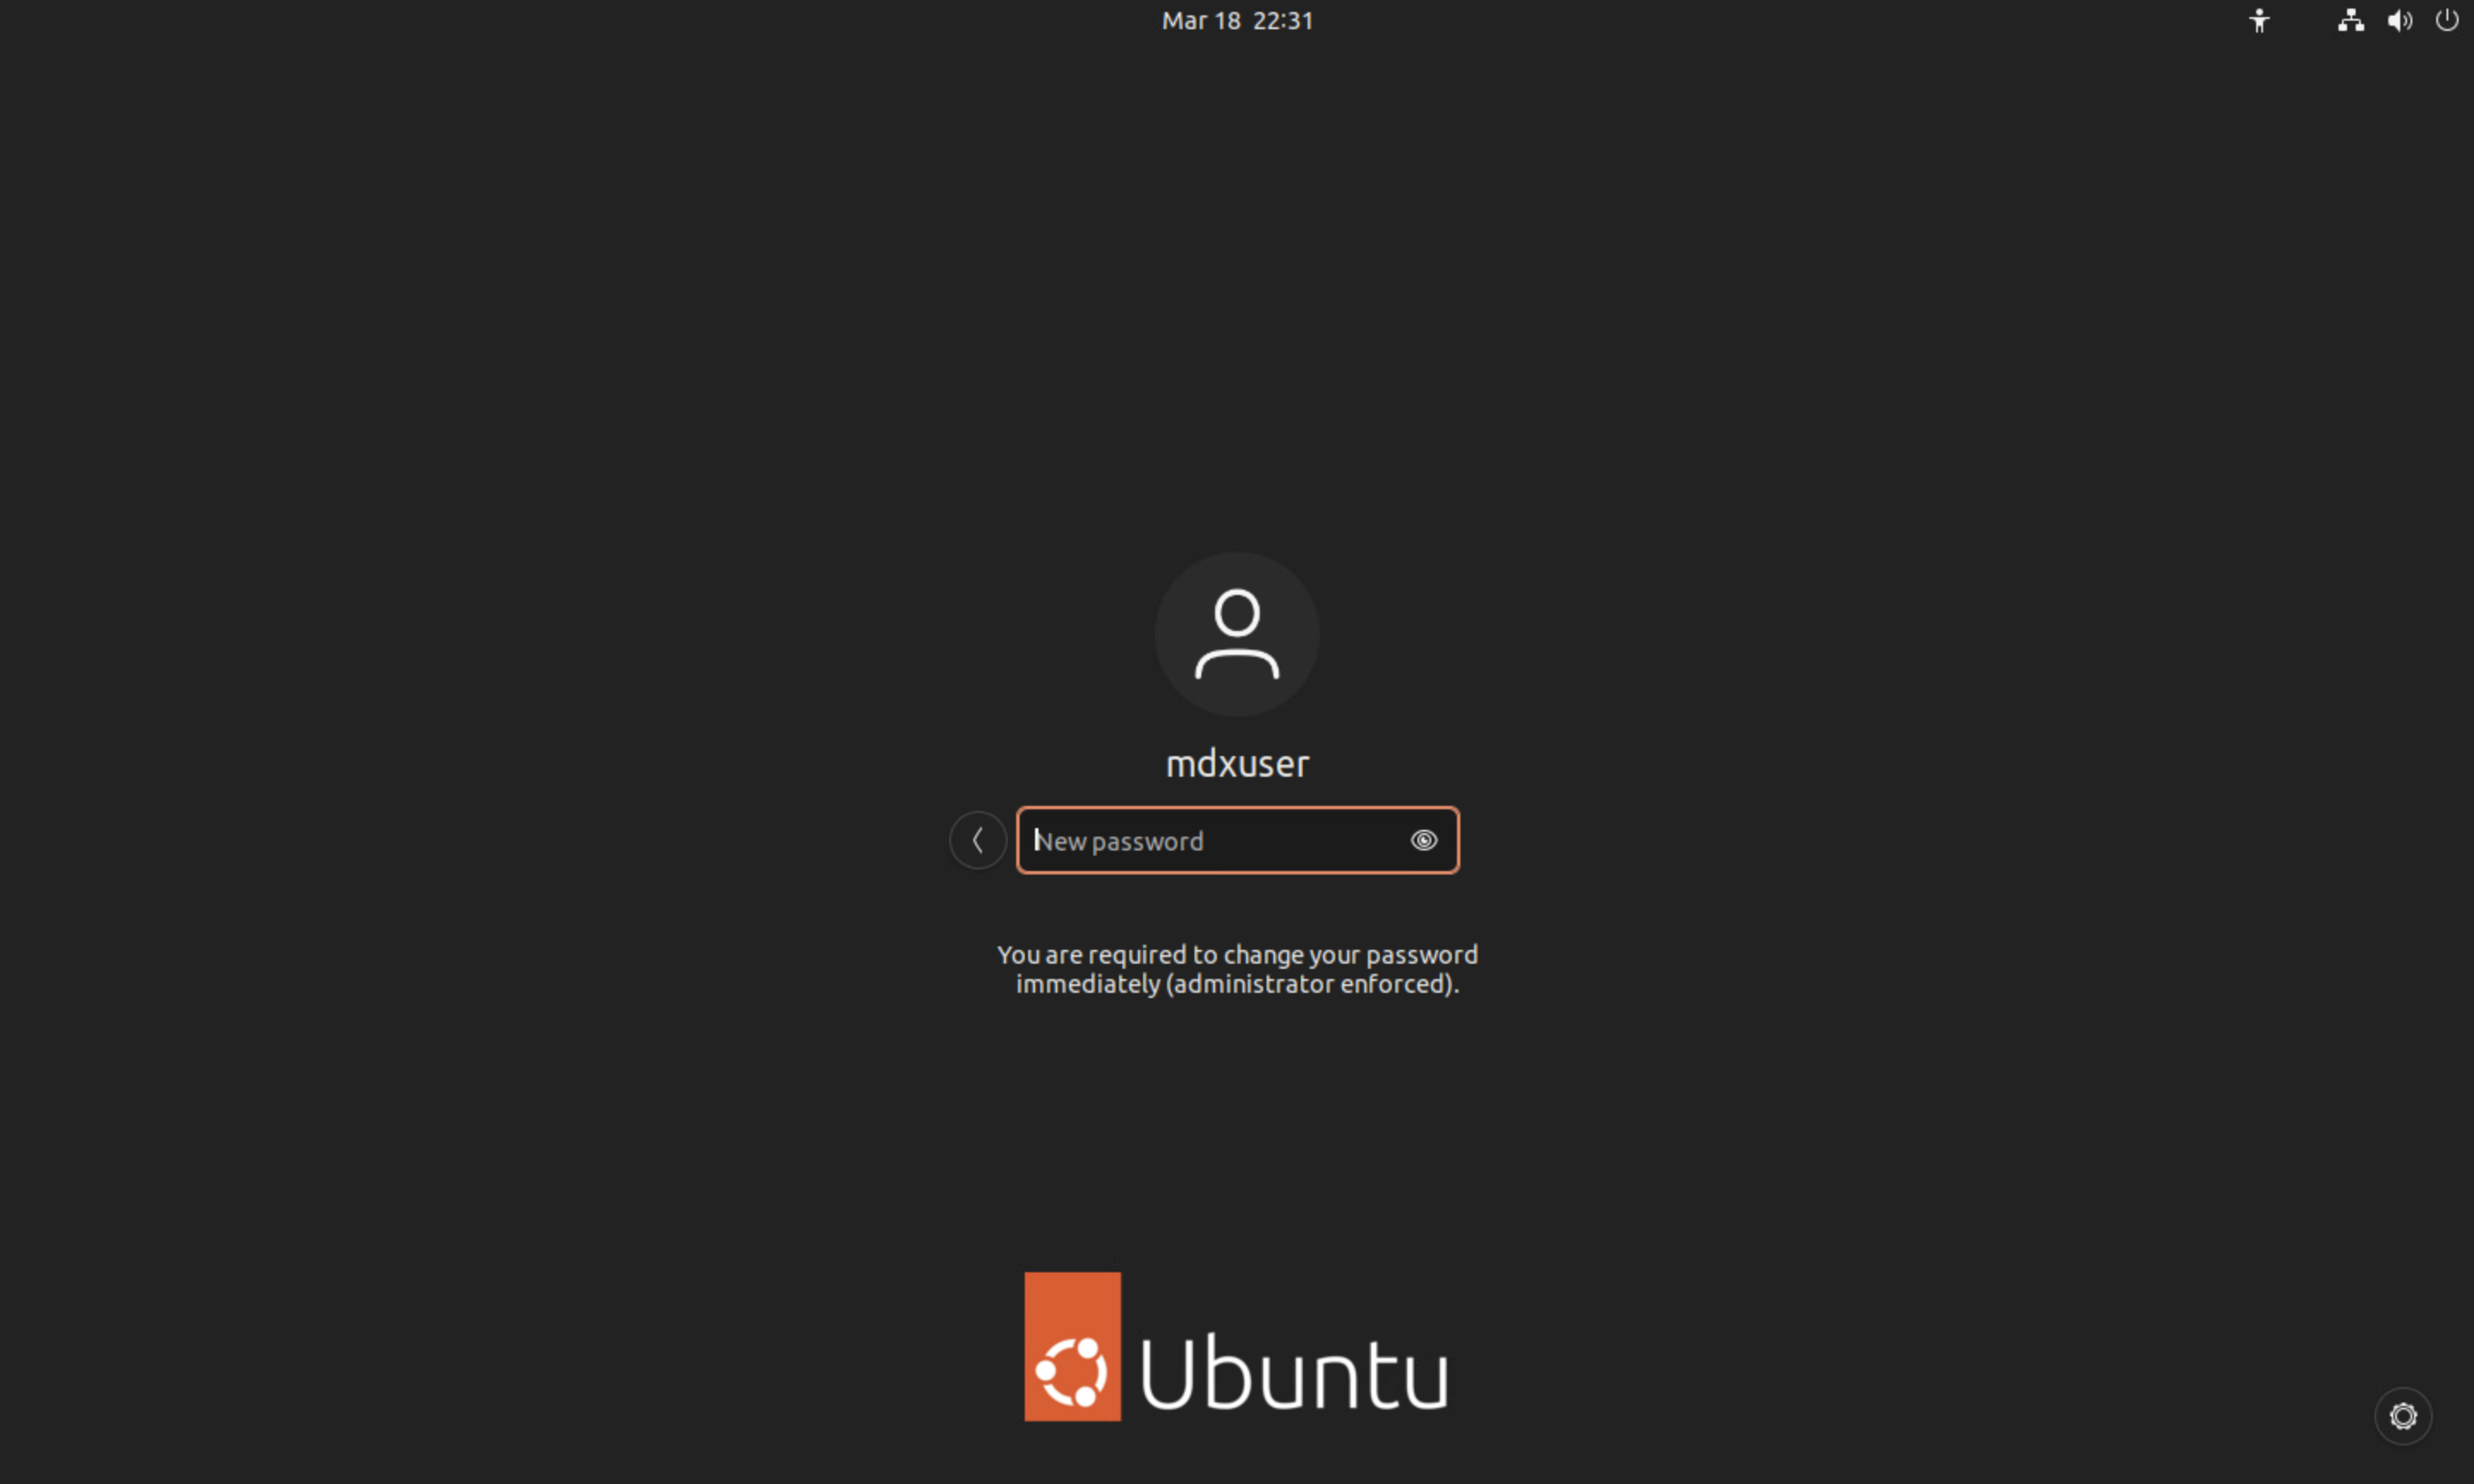 Mar 18 22:31
mdxuser
New password
You are required to change your password
immediately (administrator enforced).
Ubuntu